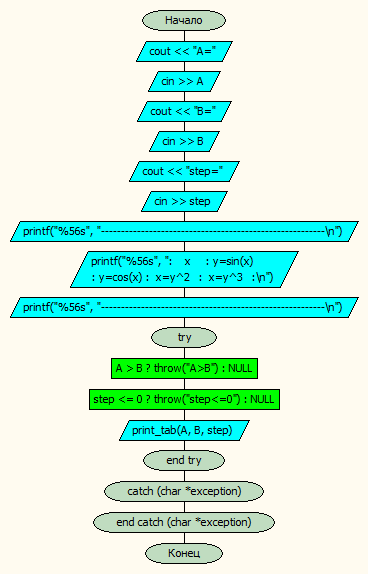 Начало
cout << "A="
cin >> A
cout << "B="
cin >> B
cout << "step="
cin >> step
printf("%56s", "-------------------------------------------------------\n")
printf("%56s", ": x : y=sin(x)
: y=cos(x) : x=y^2 : x=y^3 :\n")
printf("%56s", "-------------------------------------------------------\n")
try
A > B ? throw("A>B") : NULL
step <= 0 ? throw("step<=0") : NULL
print_tab(A, B, step)
end try
catch (char *exception)
end catch (char *exception)
Конец